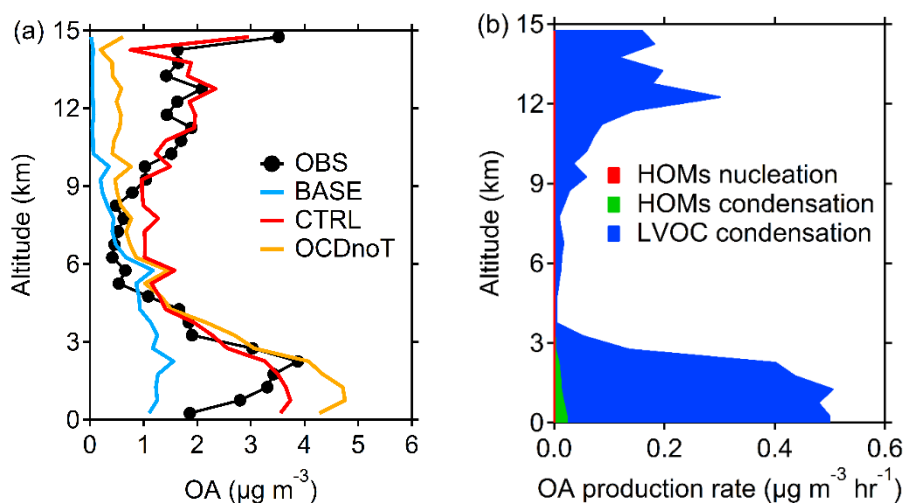 (a)
15
12
9
6
3
0
Altitude (km)
OBS
BASE
CTRL
OCDnoT
0 1 2 3 4 5 6
OA (µg m⁻³)
(b)
15
12
9
6
3
0
Altitude (km)
HOMs nucleation
HOMs condensation
LVOC condensation
0.0 0.2 0.4 0.6
OA production rate (µg m⁻³ hr⁻¹)